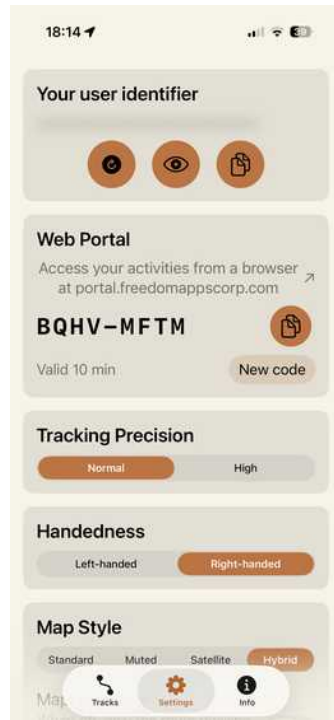 18:14
Your user identifier
Web Portal
Access your activities from a browser
at portal.freedomappscorp.com
BQHV-MFTM
Valid 10 min
New code
Tracking Precision
Normal High
Handedness
Left-handed Right-handed
Map Style
Standard Muted Satellite Hybrid
Map
Tracks Settings Info